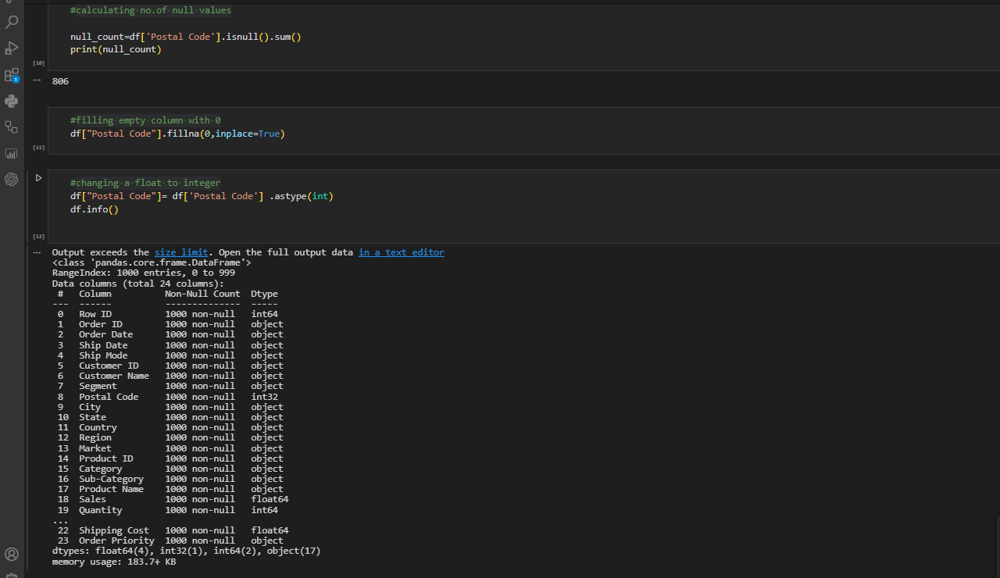 #calculating no.of null values
null_count=df['Postal Code'].isnull().sum()
print(null_count)
[10]
... 806
#filling empty column with 0
df["Postal Code"].fillna(0,inplace=True)
[11]
#changing a float to integer
df["Postal Code"]= df['Postal Code'] .astype(int)
df.info()
[12]
... Output exceeds the size limit. Open the full output data in a text editor
<class 'pandas.core.frame.DataFrame'>
RangeIndex: 1000 entries, 0 to 999
Data columns (total 24 columns):
 #   Column          Non-Null Count  Dtype
---  ------          --------------  -----
 0   Row ID          1000 non-null   int64
 1   Order ID        1000 non-null   object
 2   Order Date      1000 non-null   object
 3   Ship Date       1000 non-null   object
 4   Ship Mode       1000 non-null   object
 5   Customer ID     1000 non-null   object
 6   Customer Name   1000 non-null   object
 7   Segment         1000 non-null   object
 8   Postal Code     1000 non-null   int32
 9   City            1000 non-null   object
 10  State           1000 non-null   object
 11  Country         1000 non-null   object
 12  Region          1000 non-null   object
 13  Market          1000 non-null   object
 14  Product ID      1000 non-null   object
 15  Category        1000 non-null   object
 16  Sub-Category    1000 non-null   object
 17  Product Name    1000 non-null   object
 18  Sales           1000 non-null   float64
 19  Quantity        1000 non-null   int64
...
 22  Shipping Cost   1000 non-null   float64
 23  Order Priority  1000 non-null   object
dtypes: float64(4), int32(1), int64(2), object(17)
memory usage: 183.7+ KB
1